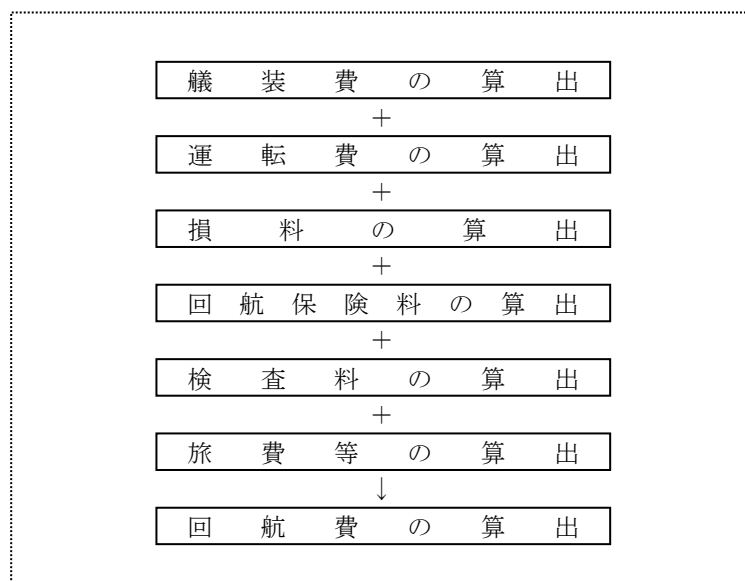 艤装費の算出
＋
運転費の算出
＋
損料の算出
＋
回航保険料の算出
＋
検査料の算出
＋
旅費等の算出
↓
回航費の算出